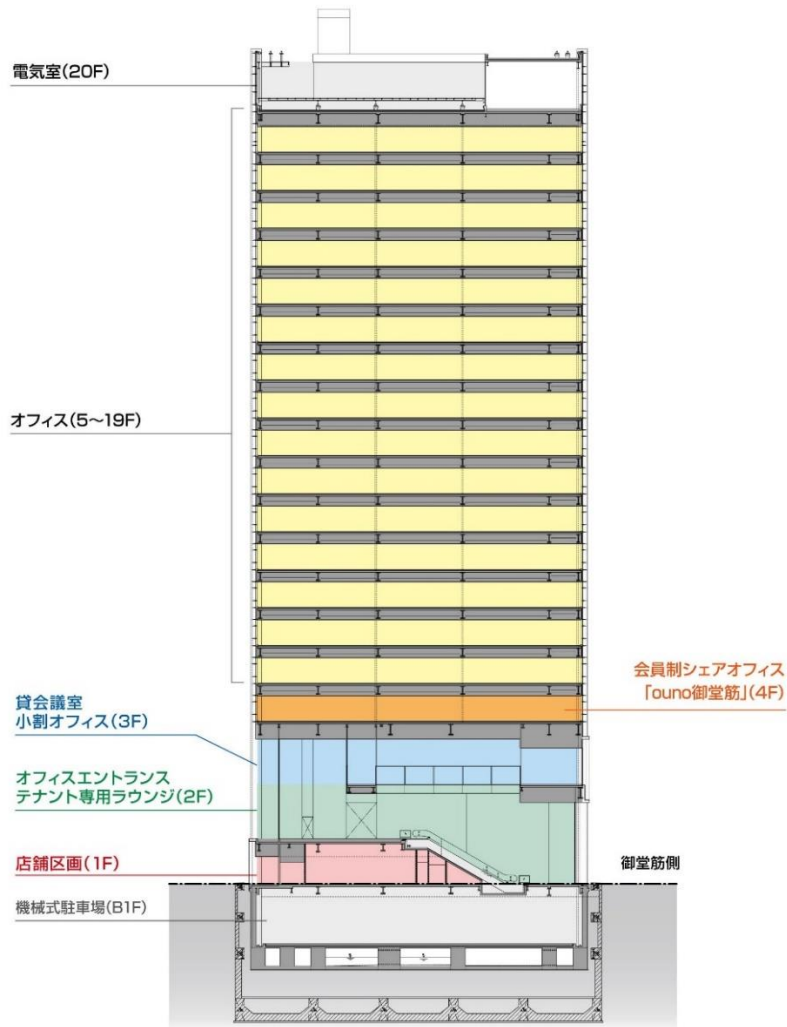 電気室(20F)
オフィス(5～19F)
会員制シェアオフィス
「ouno御堂筋」(4F)
貸会議室
小割オフィス(3F)
オフィスエントランス
テナント専用ラウンジ(2F)
店舗区画(1F)
御堂筋側
機械式駐車場(B1F)